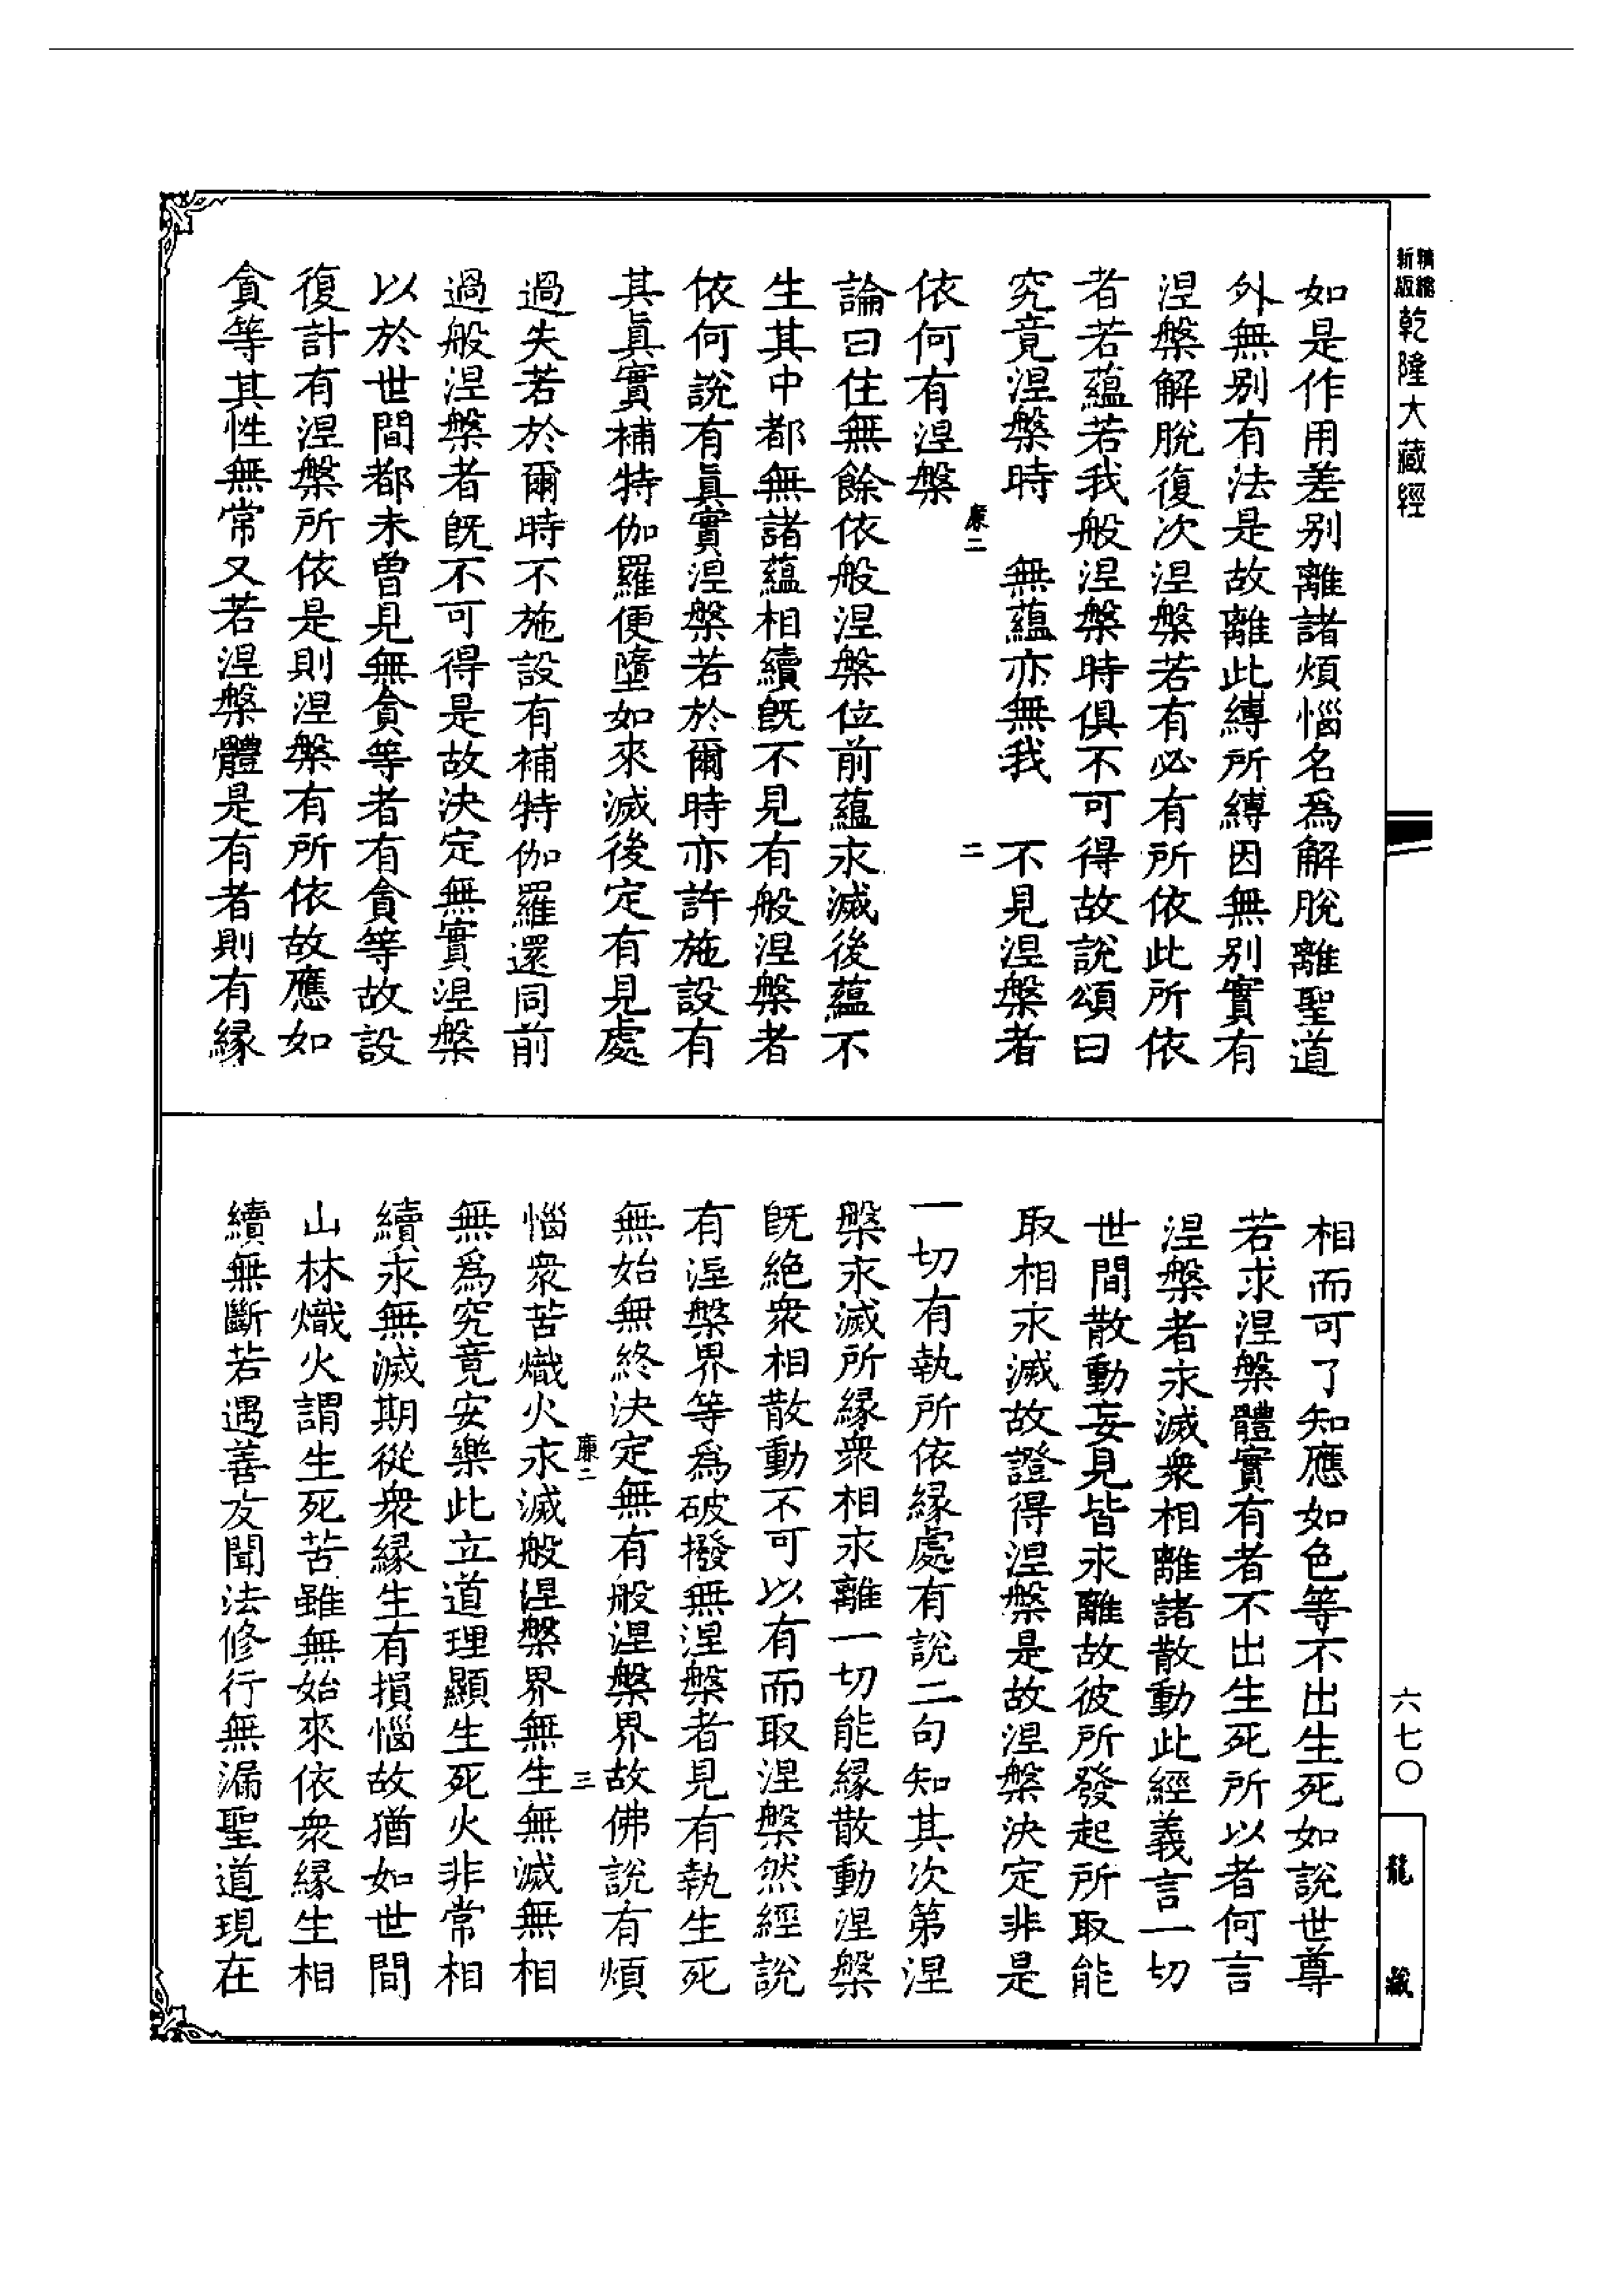 精縮新版乾隆大藏經
如是作用差別離諸煩惱名爲解脫離聖道
外無別有法是故離此縛所縛因無別實有
涅槃解脫復次涅槃若有必有所依此所依
者若蘊若我般涅槃時俱不可得故說頌曰
究竟涅槃時　無蘊亦無我　不見涅槃者
依何有涅槃
論曰住無餘依般涅槃位前蘊永滅後蘊不
生其中都無諸蘊相續旣不見有般涅槃者
依何說有眞實涅槃若於爾時亦許施設有
其眞實補特伽羅便墮如來滅後定有見處
過失若於爾時不施設有補特伽羅還同前
過般涅槃者旣不可得是故決定無實涅槃
以於世間都未曾見無貪等者有貪等故設
復計有涅槃所依是則涅槃有所依故應如
貪等其性無常又若涅槃體是有者則有緣
相而可了知應如色等不出生死如說世尊
若求涅槃體實有者不出生死所以者何言
涅槃者永滅衆相離諸散動此經義言一切
世間散動妄見皆永離故彼所發起所取能
取相永滅故證得涅槃是故涅槃決定非是
一切有執所依緣處有說二句知其次第涅
槃永滅所緣衆相永離一切能緣散動涅槃
旣絕衆相散動不可以有而取涅槃然經說
有涅槃界等爲破撥無涅槃者見有執生死
無始無終決定無有般涅槃界故佛說有煩
惱衆苦熾火永滅般涅槃界無生無滅無相
無爲究竟安樂此立道理顯生死火非常相
續永無滅期從衆緣生有損惱故猶如世間
山林熾火謂生死苦雖無始來依衆緣生相
續無斷若遇善友聞法修行無漏聖道現在
六七〇
龍藏